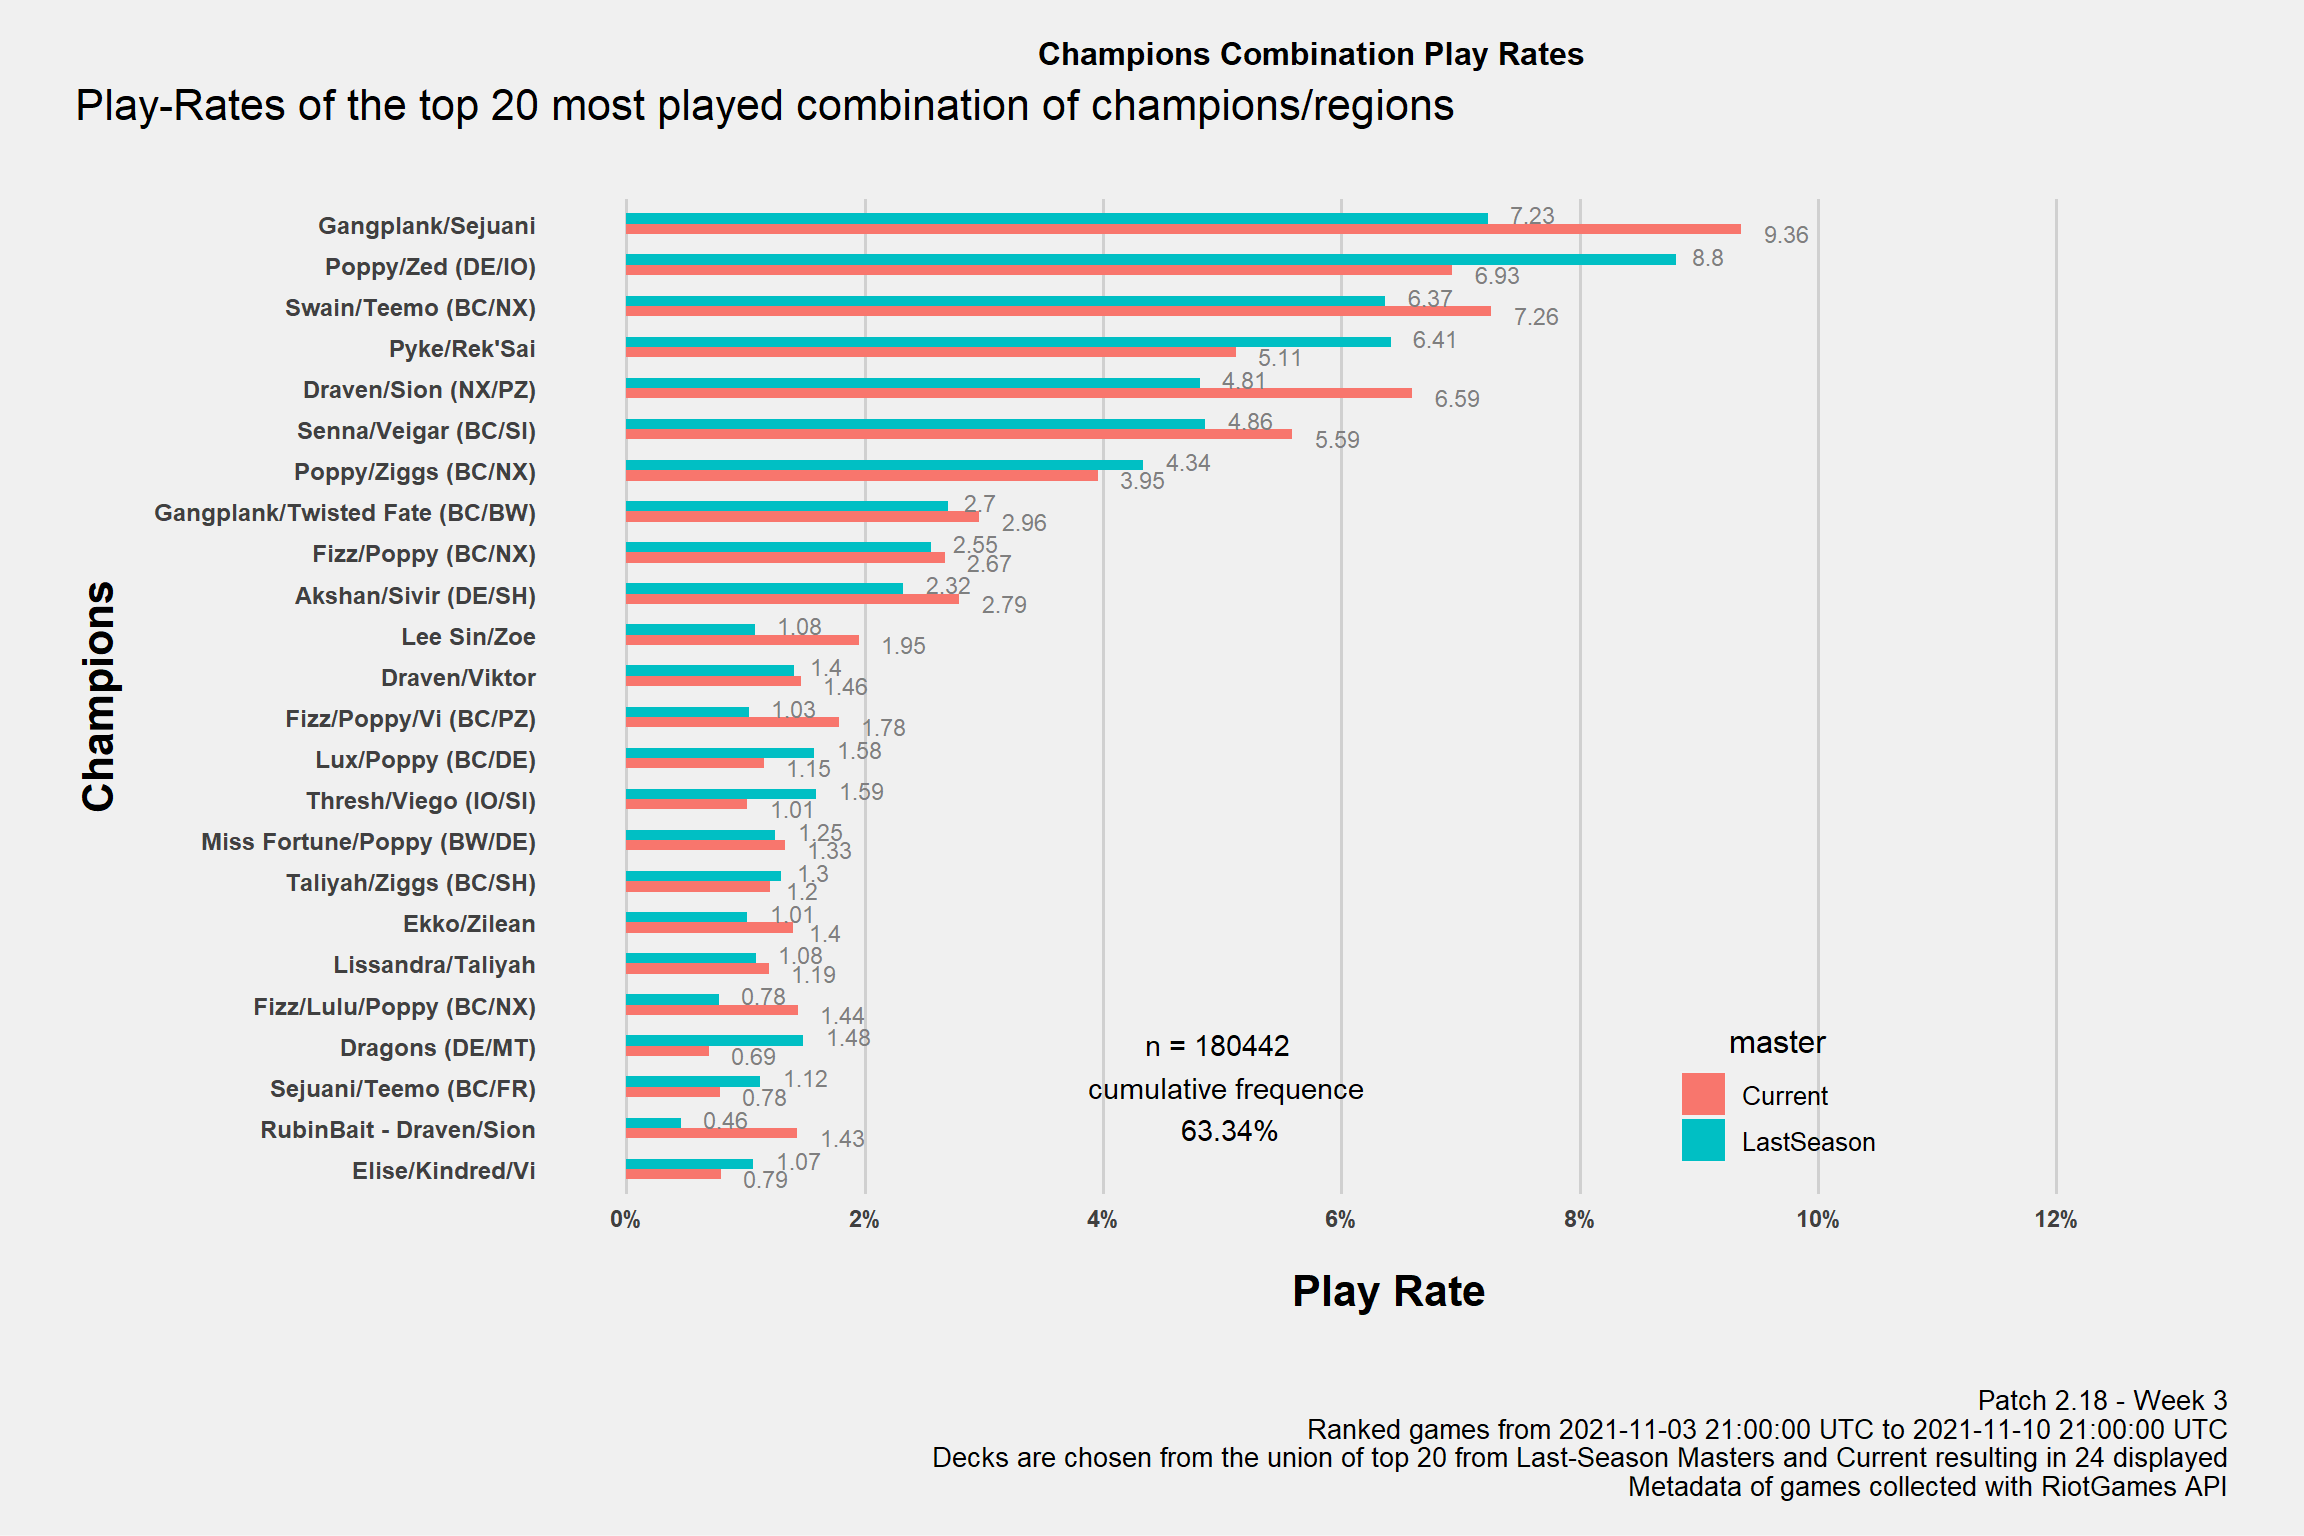 Champions Combination Play Rates
Play-Rates of the top 20 most played combination of champions/regions
Champions
Gangplank/Sejuani
7.23
9.36
Poppy/Zed (DE/IO)
8.8
6.93
Swain/Teemo (BC/NX)
6.37
7.26
Pyke/Rek'Sai
6.41
5.11
Draven/Sion (NX/PZ)
4.81
6.59
Senna/Veigar (BC/SI)
4.86
5.59
Poppy/Ziggs (BC/NX)
4.34
3.95
Gangplank/Twisted Fate (BC/BW)
2.7
2.96
Fizz/Poppy (BC/NX)
2.55
2.67
Akshan/Sivir (DE/SH)
2.32
2.79
Lee Sin/Zoe
1.08
1.95
Draven/Viktor
1.4
1.46
Fizz/Poppy/Vi (BC/PZ)
1.03
1.78
Lux/Poppy (BC/DE)
1.58
1.15
Thresh/Viego (IO/SI)
1.59
1.01
Miss Fortune/Poppy (BW/DE)
1.25
1.33
Taliyah/Ziggs (BC/SH)
1.3
1.2
Ekko/Zilean
1.01
1.4
Lissandra/Taliyah
1.08
1.19
Fizz/Lulu/Poppy (BC/NX)
0.78
1.44
Dragons (DE/MT)
1.48
0.69
Sejuani/Teemo (BC/FR)
1.12
0.78
RubinBait - Draven/Sion
0.46
1.43
Elise/Kindred/Vi
1.07
0.79
n = 180442
cumulative frequence
63.34%
master
Current
LastSeason
0% 2% 4% 6% 8% 10% 12%
Play Rate
Patch 2.18 - Week 3
Ranked games from 2021-11-03 21:00:00 UTC to 2021-11-10 21:00:00 UTC
Decks are chosen from the union of top 20 from Last-Season Masters and Current resulting in 24 displayed
Metadata of games collected with RiotGames API